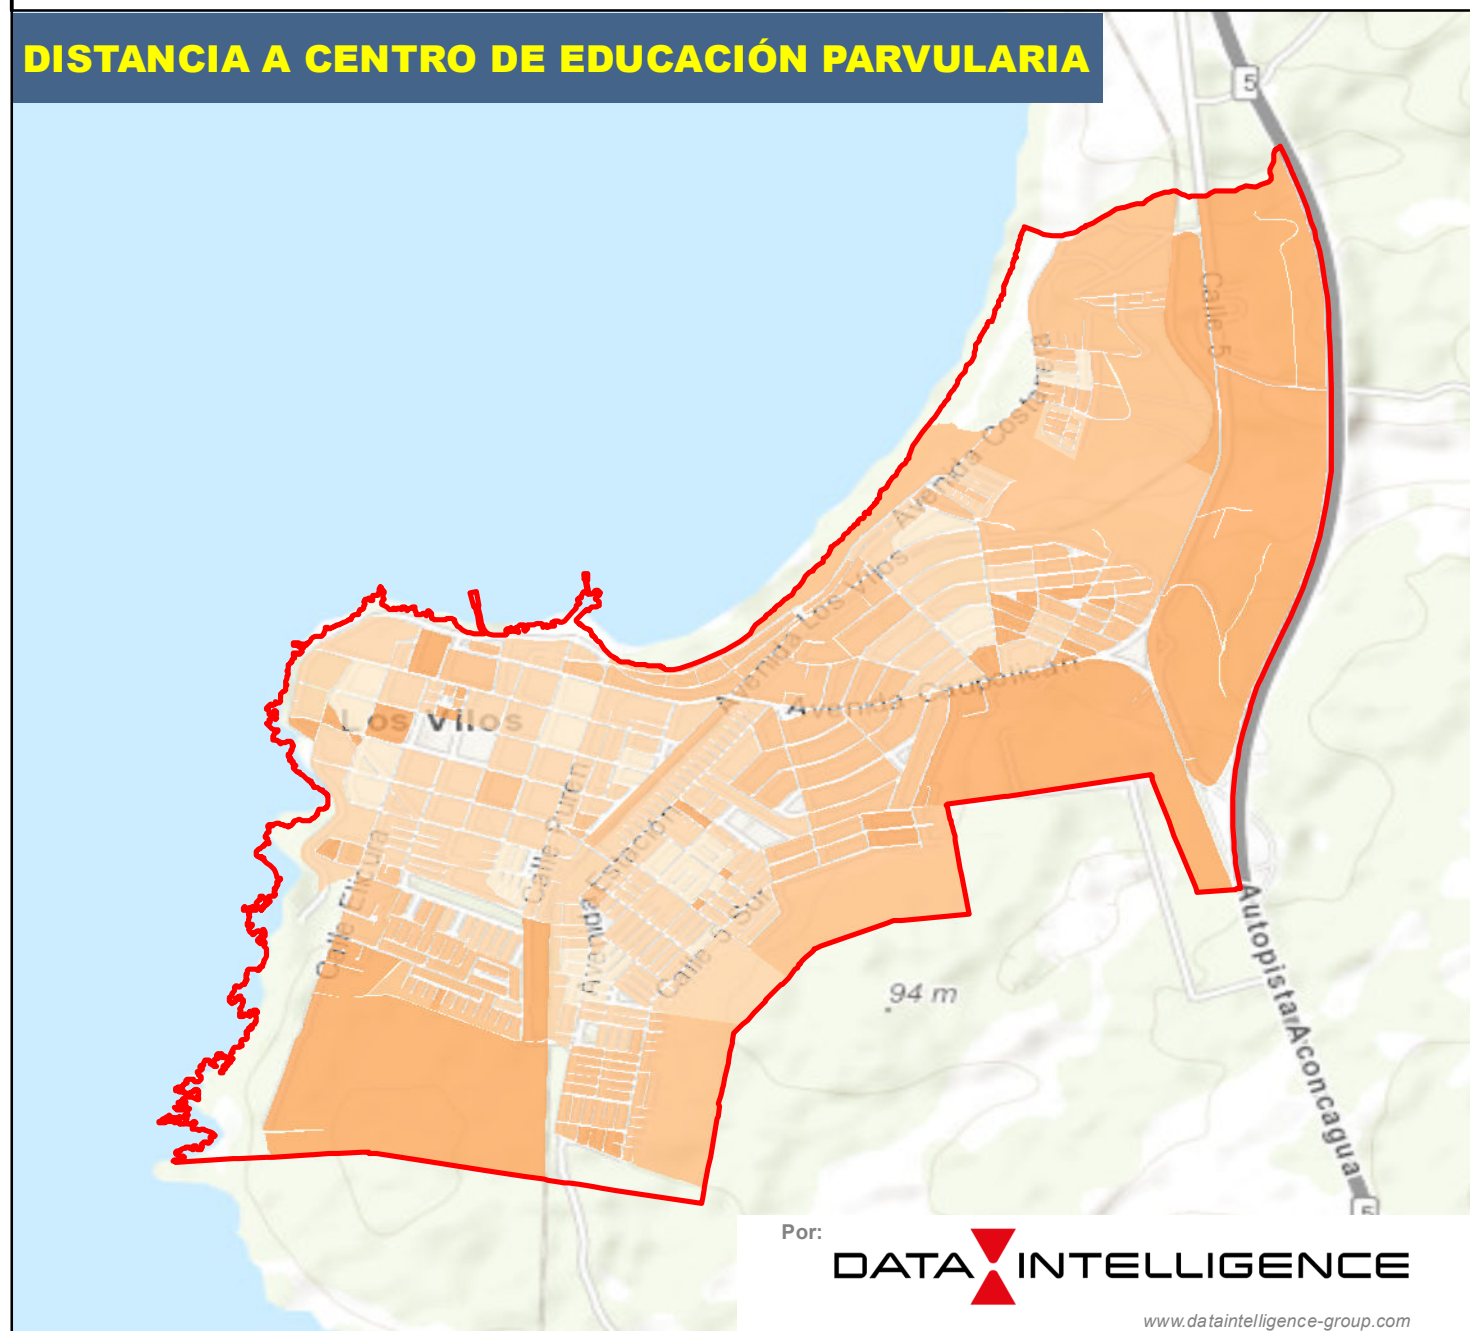 DISTANCIA A CENTRO DE EDUCACIÓN PARVULARIA
5
Calle 5
Avenida Costanera
Avenida Los Vilos
Avenida Caupolicán
Los Vilos
Calle Purén
Avenida Estación
Calle Elicura
Calle 5 Sur
94 m
Autopista Aconcagua
5
Por:
DATA INTELLIGENCE
www.dataintelligence-group.com